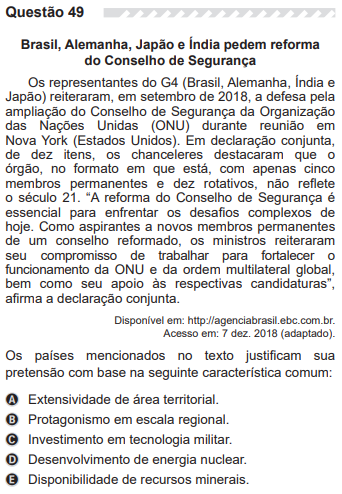 Questão 49
Brasil, Alemanha, Japão e Índia pedem reforma
do Conselho de Segurança
Os representantes do G4 (Brasil, Alemanha, Índia e
Japão) reiteraram, em setembro de 2018, a defesa pela
ampliação do Conselho de Segurança da Organização
das Nações Unidas (ONU) durante reunião em
Nova York (Estados Unidos). Em declaração conjunta,
de dez itens, os chanceleres destacaram que o
órgão, no formato em que está, com apenas cinco
membros permanentes e dez rotativos, não reflete
o século 21. “A reforma do Conselho de Segurança é
essencial para enfrentar os desafios complexos de
hoje. Como aspirantes a novos membros permanentes
de um conselho reformado, os ministros reiteraram
seu compromisso de trabalhar para fortalecer o
funcionamento da ONU e da ordem multilateral global,
bem como seu apoio às respectivas candidaturas”,
afirma a declaração conjunta.
Disponível em: http://agenciabrasil.ebc.com.br.
Acesso em: 7 dez. 2018 (adaptado).
Os países mencionados no texto justificam sua
pretensão com base na seguinte característica comum:
A Extensividade de área territorial.
B Protagonismo em escala regional.
C Investimento em tecnologia militar.
D Desenvolvimento de energia nuclear.
E Disponibilidade de recursos minerais.